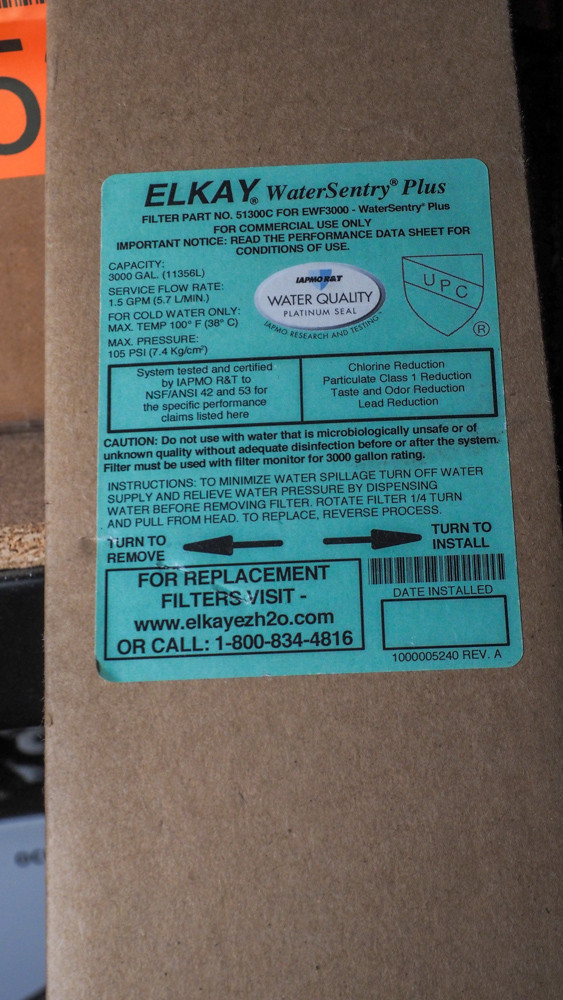 ELKAY® WaterSentry® Plus
FILTER PART NO. 51300C FOR EWF3000 - WaterSentry® Plus
FOR COMMERCIAL USE ONLY
IMPORTANT NOTICE: READ THE PERFORMANCE DATA SHEET FOR
CONDITIONS OF USE.
CAPACITY:
3000 GAL. (11356L)
SERVICE FLOW RATE:
1.5 GPM (5.7 L/MIN.)
FOR COLD WATER ONLY:
MAX. TEMP 100° F (38° C)
MAX. PRESSURE:
105 PSI (7.4 Kg/cm²)
IAPMO R&T
WATER QUALITY
PLATINUM SEAL
IAPMO RESEARCH AND TESTING
UPC
®
System tested and certified
by IAPMO R&T to
NSF/ANSI 42 and 53 for
the specific performance
claims listed here
Chlorine Reduction
Particulate Class 1 Reduction
Taste and Odor Reduction
Lead Reduction
CAUTION: Do not use with water that is microbiologically unsafe or of
unknown quality without adequate disinfection before or after the system.
Filter must be used with filter monitor for 3000 gallon rating.
INSTRUCTIONS: TO MINIMIZE WATER SPILLAGE TURN OFF WATER
SUPPLY AND RELIEVE WATER PRESSURE BY DISPENSING
WATER BEFORE REMOVING FILTER. ROTATE FILTER 1/4 TURN
AND PULL FROM HEAD. TO REPLACE, REVERSE PROCESS.
TURN TO
REMOVE
TURN TO
INSTALL
FOR REPLACEMENT
FILTERS VISIT -
www.elkayezh2o.com
OR CALL: 1-800-834-4816
DATE INSTALLED
1000005240 REV. A